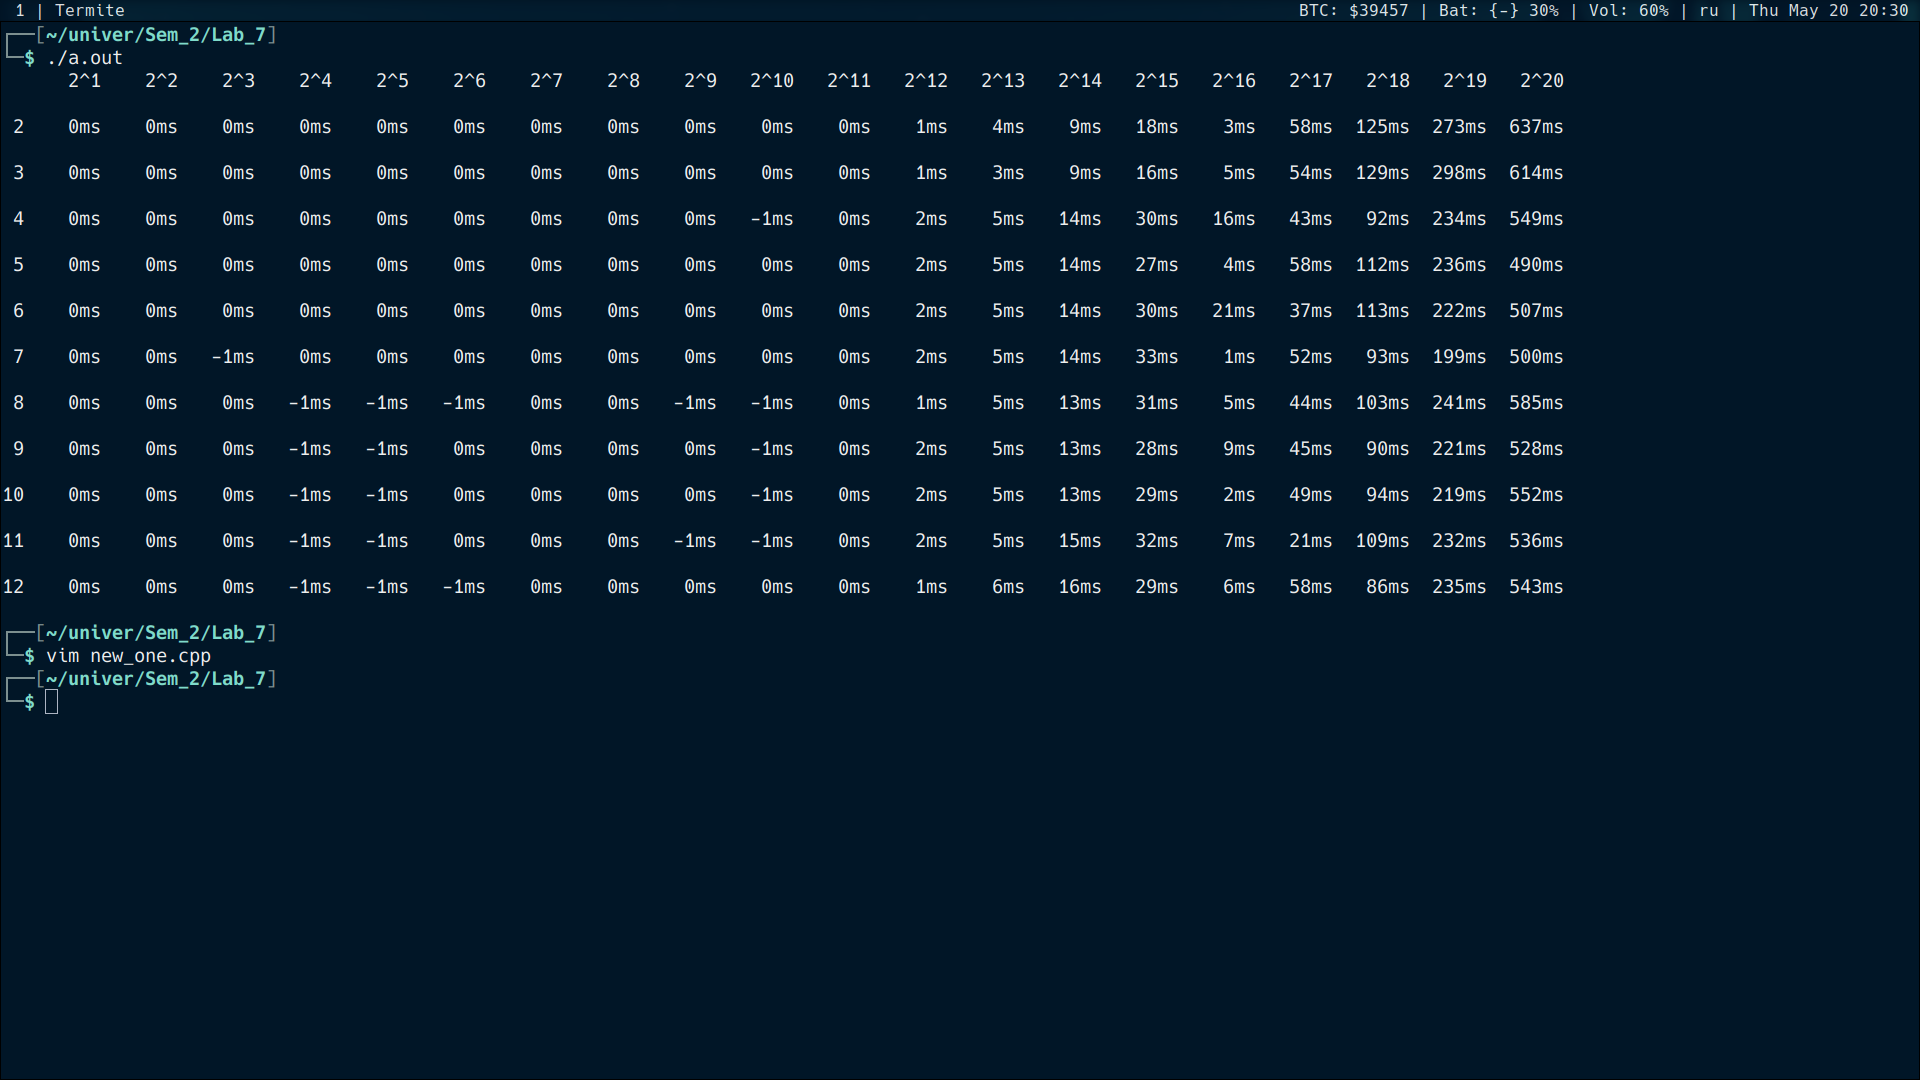 1 | Termite BTC: $39457 | Bat: {-} 30% | Vol: 60% | ru | Thu May 20 20:30
┌──[~/univer/Sem_2/Lab_7]
└─$ ./a.out
2^1 2^2 2^3 2^4 2^5 2^6 2^7 2^8 2^9 2^10 2^11 2^12 2^13 2^14 2^15 2^16 2^17 2^18 2^19 2^20
2 0ms 0ms 0ms 0ms 0ms 0ms 0ms 0ms 0ms 0ms 0ms 1ms 4ms 9ms 18ms 3ms 58ms 125ms 273ms 637ms
3 0ms 0ms 0ms 0ms 0ms 0ms 0ms 0ms 0ms 0ms 0ms 1ms 3ms 9ms 16ms 5ms 54ms 129ms 298ms 614ms
4 0ms 0ms 0ms 0ms 0ms 0ms 0ms 0ms 0ms -1ms 0ms 2ms 5ms 14ms 30ms 16ms 43ms 92ms 234ms 549ms
5 0ms 0ms 0ms 0ms 0ms 0ms 0ms 0ms 0ms 0ms 0ms 2ms 5ms 14ms 27ms 4ms 58ms 112ms 236ms 490ms
6 0ms 0ms 0ms 0ms 0ms 0ms 0ms 0ms 0ms 0ms 0ms 2ms 5ms 14ms 30ms 21ms 37ms 113ms 222ms 507ms
7 0ms 0ms -1ms 0ms 0ms 0ms 0ms 0ms 0ms 0ms 0ms 2ms 5ms 14ms 33ms 1ms 52ms 93ms 199ms 500ms
8 0ms 0ms 0ms -1ms -1ms -1ms 0ms 0ms -1ms -1ms 0ms 1ms 5ms 13ms 31ms 5ms 44ms 103ms 241ms 585ms
9 0ms 0ms 0ms -1ms -1ms 0ms 0ms 0ms 0ms -1ms 0ms 2ms 5ms 13ms 28ms 9ms 45ms 90ms 221ms 528ms
10 0ms 0ms 0ms -1ms -1ms 0ms 0ms 0ms 0ms -1ms 0ms 2ms 5ms 13ms 29ms 2ms 49ms 94ms 219ms 552ms
11 0ms 0ms 0ms -1ms -1ms 0ms 0ms 0ms -1ms -1ms 0ms 2ms 5ms 15ms 32ms 7ms 21ms 109ms 232ms 536ms
12 0ms 0ms 0ms -1ms -1ms -1ms 0ms 0ms 0ms 0ms 0ms 1ms 6ms 16ms 29ms 6ms 58ms 86ms 235ms 543ms
┌──[~/univer/Sem_2/Lab_7]
└─$ vim new_one.cpp
┌──[~/univer/Sem_2/Lab_7]
└─$